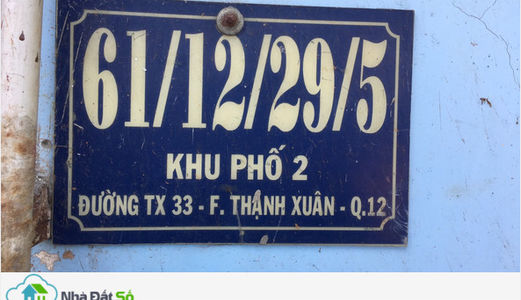 61/12/29/5
KHU PHỐ 2
ĐƯỜNG TX 33 - F. THẠNH XUÂN - Q.12
Nhà Đất Số